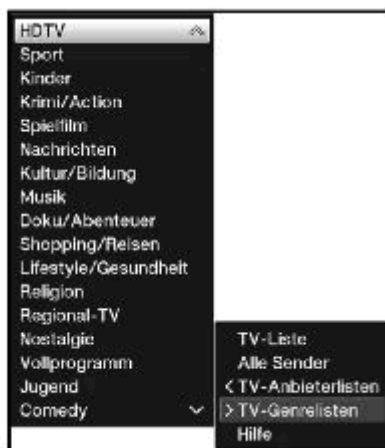 HDTV
Sport
Kinder
Krimi/Action
Spielfilm
Nachrichten
Kultur/Bildung
Musik
Doku/Abenteuer
Shopping/Reisen
Lifestyle/Gesundheit
Religion
Regional-TV
Nostalgie
Vollprogramm
Jugend
Comedy
TV-Liste
Alle Sender
< TV-Anbieterlisten
> TV-Genrelisten
Hilfe